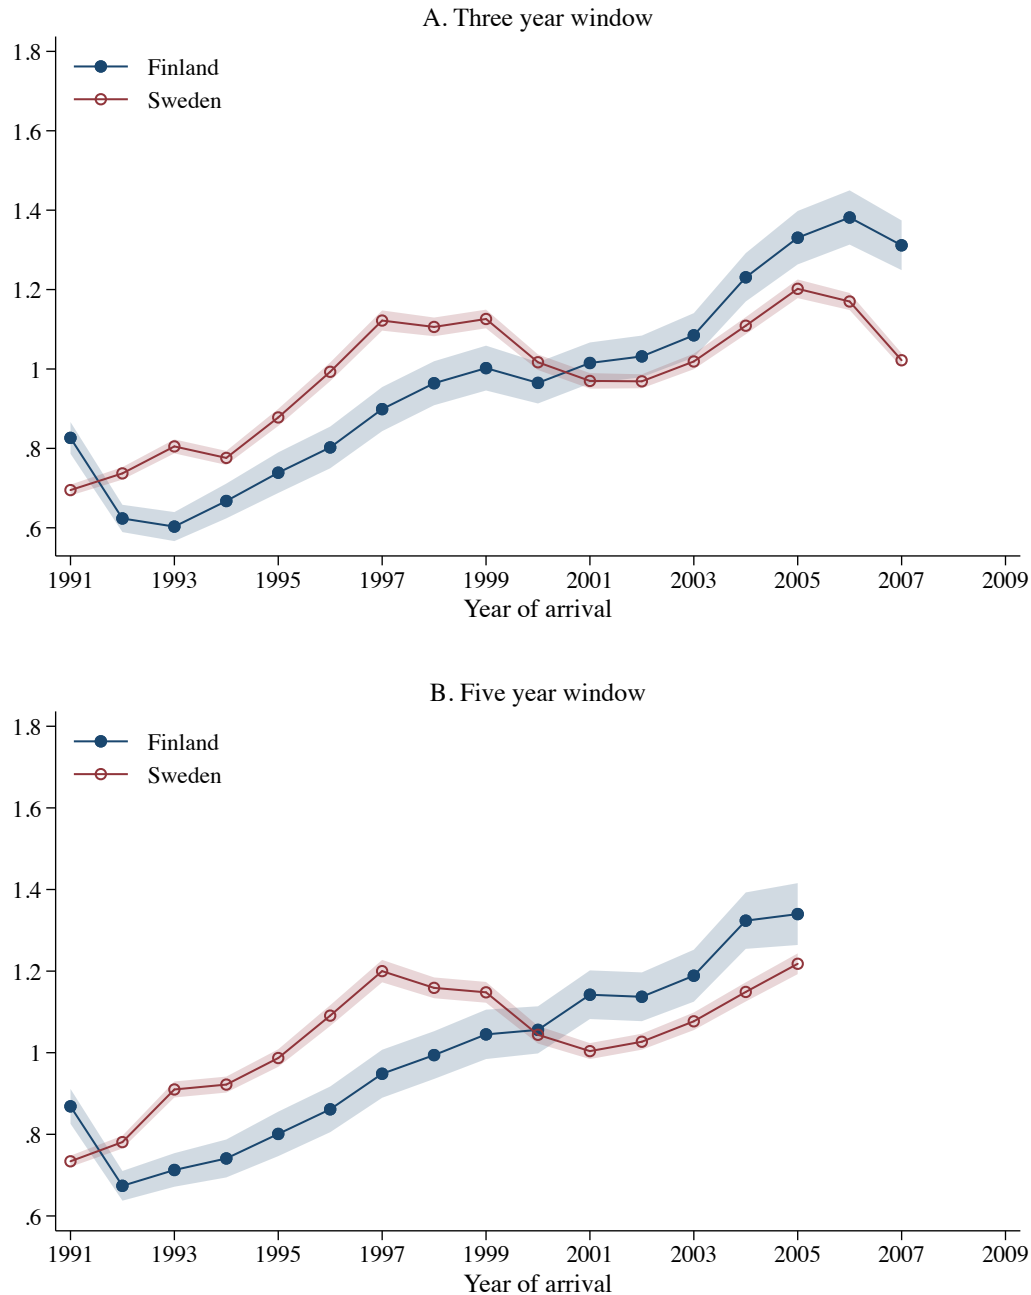 A. Three year window
1.8
1.6
1.4
1.2
1
.8
.6
Finland
Sweden
1991 1993 1995 1997 1999 2001 2003 2005 2007 2009
Year of arrival
B. Five year window
1.8
1.6
1.4
1.2
1
.8
.6
Finland
Sweden
1991 1993 1995 1997 1999 2001 2003 2005 2007 2009
Year of arrival